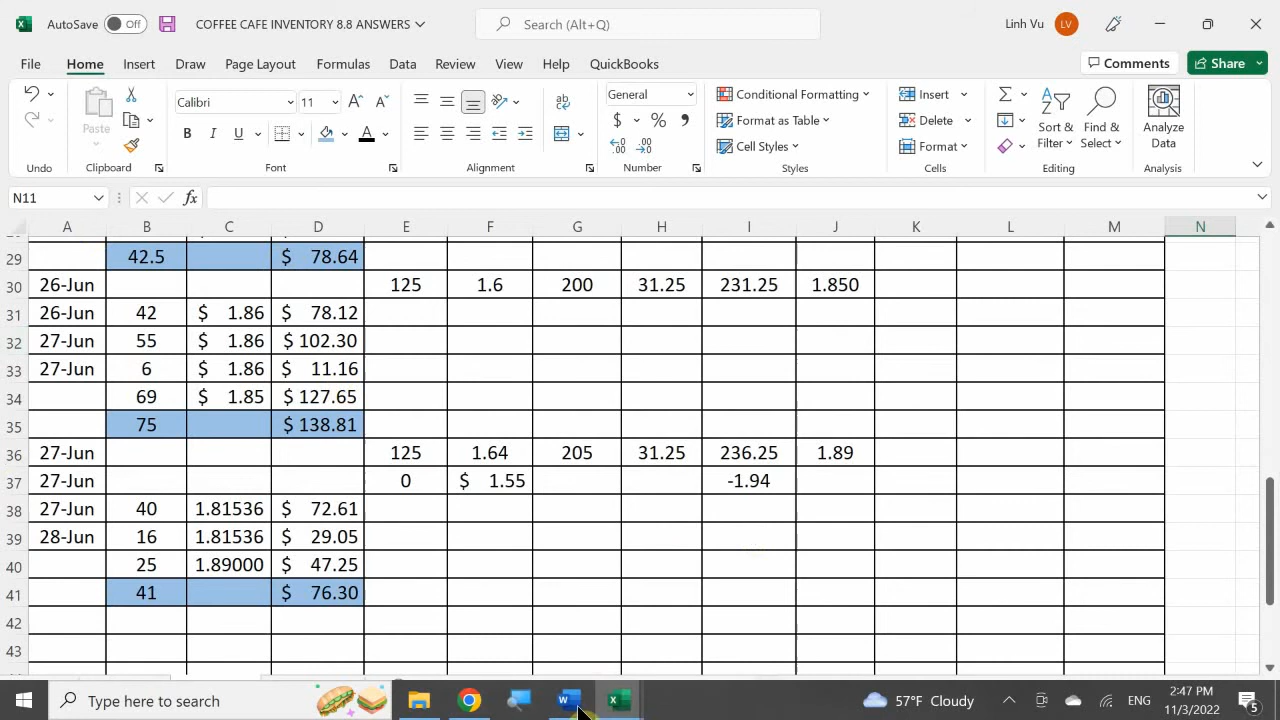 AutoSave Off COFFEE CAFE INVENTORY 8.8 ANSWERS Search (Alt+Q) Linh Vu LV
File Home Insert Draw Page Layout Formulas Data Review View Help QuickBooks Comments Share
Calibri 11 General Conditional Formatting Insert
Paste B I U A $ % Format as Table Delete Sort & Filter Find & Select Analyze Data
Cell Styles Format
Undo Clipboard Font Alignment Number Styles Cells Editing Analysis
N11 fx
A B C D E F G H I J K L M N
29 42.5 $ 78.64
30 26-Jun 125 1.6 200 31.25 231.25 1.850
31 26-Jun 42 $ 1.86 $ 78.12
32 27-Jun 55 $ 1.86 $ 102.30
33 27-Jun 6 $ 1.86 $ 11.16
34 69 $ 1.85 $ 127.65
35 75 $ 138.81
36 27-Jun 125 1.64 205 31.25 236.25 1.89
37 27-Jun 0 $ 1.55 -1.94
38 27-Jun 40 1.81536 $ 72.61
39 28-Jun 16 1.81536 $ 29.05
40 25 1.89000 $ 47.25
41 41 $ 76.30
42
43
Type here to search 57°F Cloudy ENG 2:47 PM
11/3/2022 5